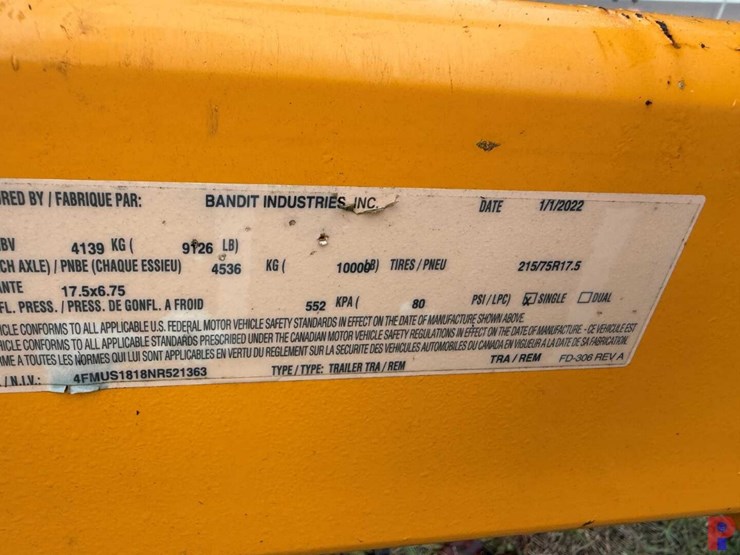 RED BY / FABRIQUE PAR: BANDIT INDUSTRIES, INC. DATE 1/1/2022
BV 4139 KG ( 9126 LB)
CH AXLE) / PNBE (CHAQUE ESSIEU) 4536 KG ( 10000 B) TIRES / PNEU 215/75R17.5
ANTE 17.5x6.75
FL. PRESS. / PRESS. DE GONFL. A FROID 552 KPA ( 80 PSI / LPC) SINGLE DUAL
ICLE CONFORMS TO ALL APPLICABLE U.S. FEDERAL MOTOR VEHICLE SAFETY STANDARDS IN EFFECT ON THE DATE OF MANUFACTURE SHOWN ABOVE.
HICLE CONFORMS TO ALL APPLICABLE STANDARDS PRESCRIBED UNDER THE CANADIAN MOTOR VEHICLE SAFETY REGULATIONS IN EFFECT ON THE DATE OF MANUFACTURE - CE VEHICULE EST
RME A TOUTES LES NORMES QUI LUI SONT APPLICABLES EN VERTU DU REGLEMENT SUR LA SECURITE DES VEHICULES AUTOMOBILES DU CANADA EN VIGUEUR A LA DATE DE SA FABRICATION.
/ N.I.V.: 4FMUS1818NR521363 TYPE / TYPE: TRAILER TRA / REM TRA / REM FD-306 REV A